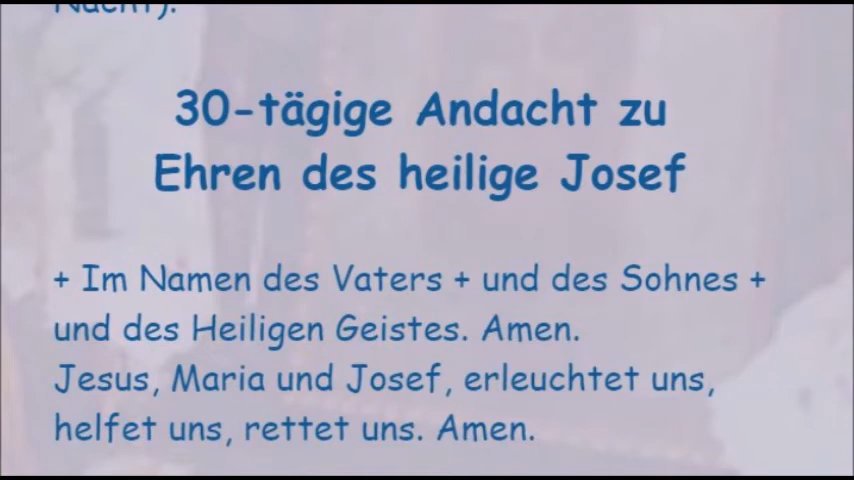 Nacht).
30-tägige Andacht zu
Ehren des heilige Josef
+ Im Namen des Vaters + und des Sohnes +
und des Heiligen Geistes. Amen.
Jesus, Maria und Josef, erleuchtet uns,
helfet uns, rettet uns. Amen.